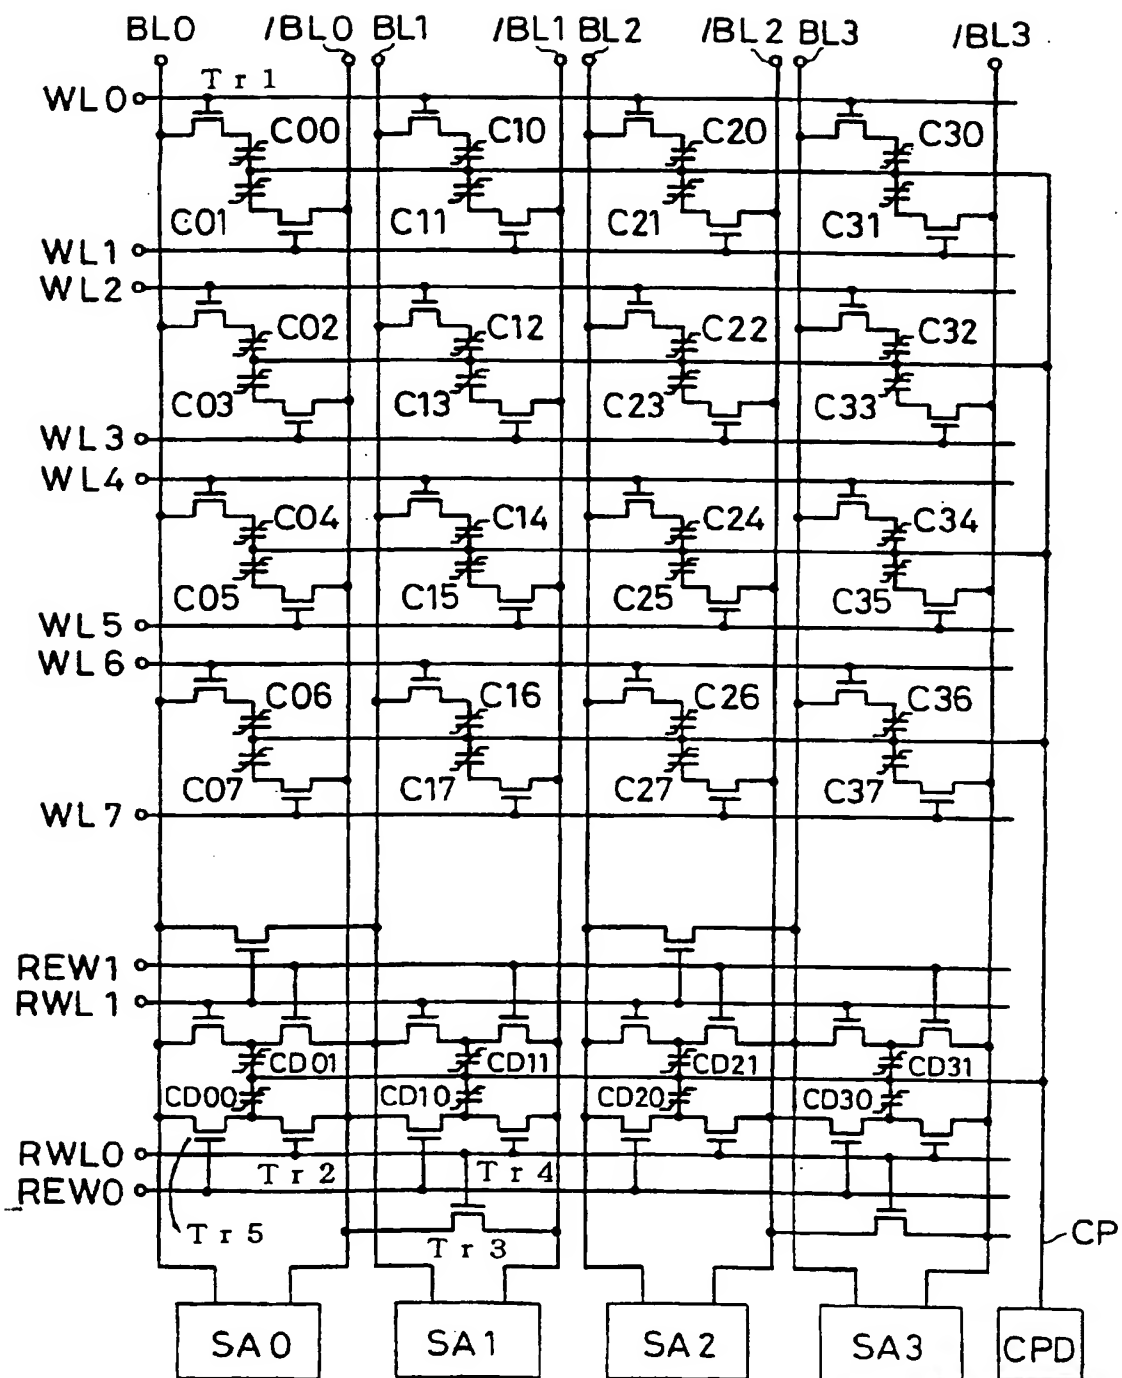 BL0 /BL0 BL1 /BL1 BL2 /BL2 BL3 /BL3
Tr1
WL0
C00 C10 C20 C30
C01 C11 C21 C31
WL1
WL2
C02 C12 C22 C32
C03 C13 C23 C33
WL3
WL4
C04 C14 C24 C34
C05 C15 C25 C35
WL5
WL6
C06 C16 C26 C36
C07 C17 C27 C37
WL7
REW1
RWL1
CD01 CD11 CD21 CD31
CD00 CD10 CD20 CD30
RWL0
Tr2 Tr4
REW0
Tr5 Tr3 CP
SA0 SA1 SA2 SA3 CPD